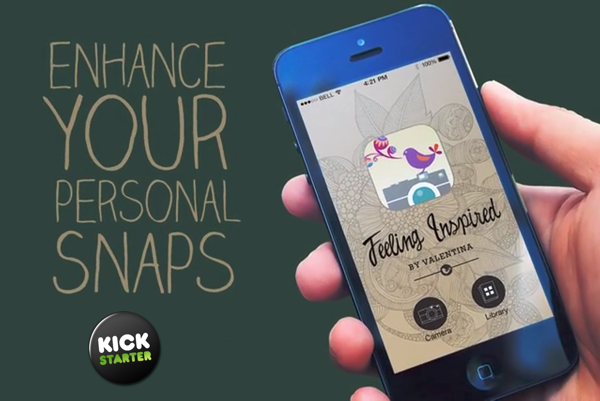 ENHANCE
YOUR
PERSONAL
SNAPS
KICK
STARTER
BELL
4:21 PM
100%
Feeling Inspired
BY VALENTINA
Camera
Library